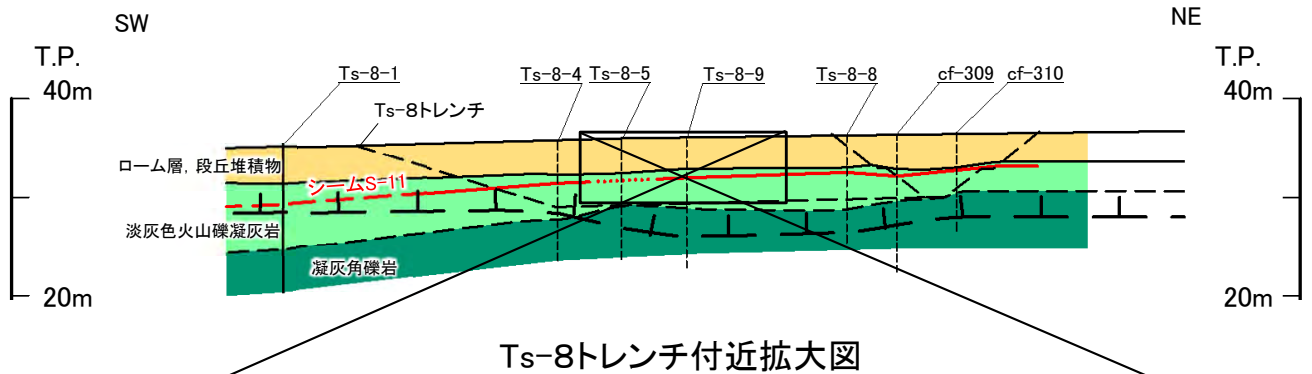 SW
NE
T.P.
T.P.
40m
40m
Ts-8-1
Ts-8-4
Ts-8-5
Ts-8-9
Ts-8-8
cf-309
cf-310
Ts-8トレンチ
ローム層, 段丘堆積物
シームS-11
淡灰色火山礫凝灰岩
凝灰角礫岩
20m
20m
Ts-8トレンチ付近拡大図